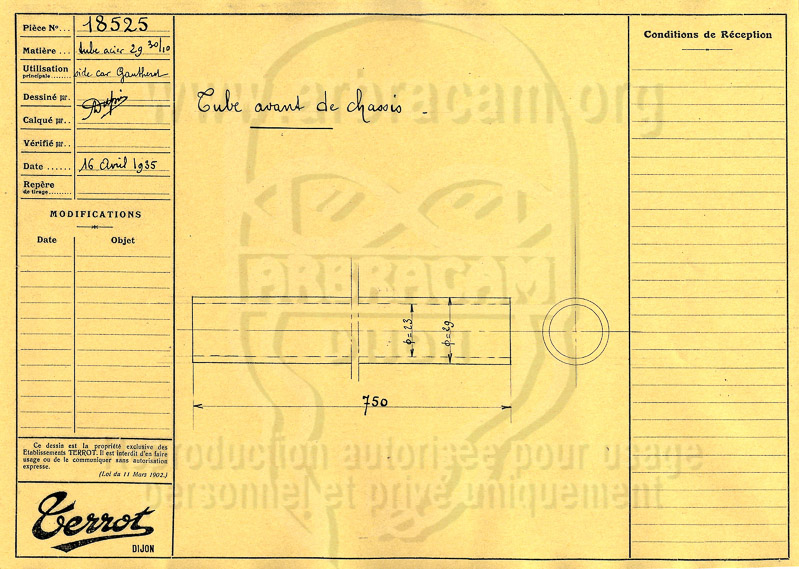 Pièce Nº... 18525
Matière ... tube acier 29 30/10
Utilisation
principale....... side car Gautherot
Dessiné par..
Calqué par..
Vérifié par..
Date ...... 16 Avril 1935
Repère
de tirage.........
MODIFICATIONS
Date Objet
Tube avant de chassis -
Conditions de Réception
www.arbracam.org
ARBRACAM
DIJON
φ=23
φ=29
750
Reproduction autorisée pour usage
personnel et privé uniquement
Ce dessin est la propriété exclusive des
Etablissements TERROT. Il est interdit d'en faire
usage ou de le communiquer sans autorisation
expresse.
(Loi du 11 Mars 1902.)
Terrot
DIJON